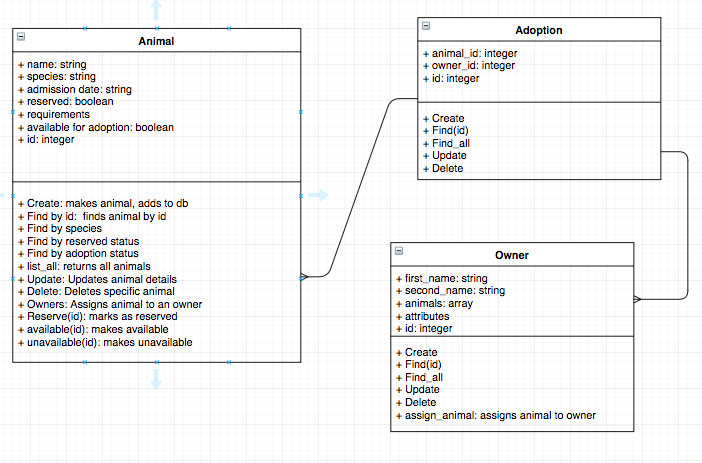 Animal
+ name: string
+ species: string
+ admission date: string
+ reserved: boolean
+ requirements
+ available for adoption: boolean
+ id: integer
+ Create: makes animal, adds to db
+ Find by id:  finds animal by id
+ Find by species
+ Find by reserved status
+ Find by adoption status
+ list_all: returns all animals
+ Update: Updates animal details
+ Delete: Deletes specific animal
+ Owners: Assigns animal to an owner
+ Reserve(id): marks as reserved
+ available(id): makes available
+ unavailable(id): makes unavailable
Adoption
+ animal_id: integer
+ owner_id: integer
+ id: integer
+ Create
+ Find(id)
+ Find_all
+ Update
+ Delete
Owner
+ first_name: string
+ second_name: string
+ animals: array
+ attributes
+ id: integer
+ Create
+ Find(id)
+ Find_all
+ Update
+ Delete
+ assign_animal: assigns animal to owner